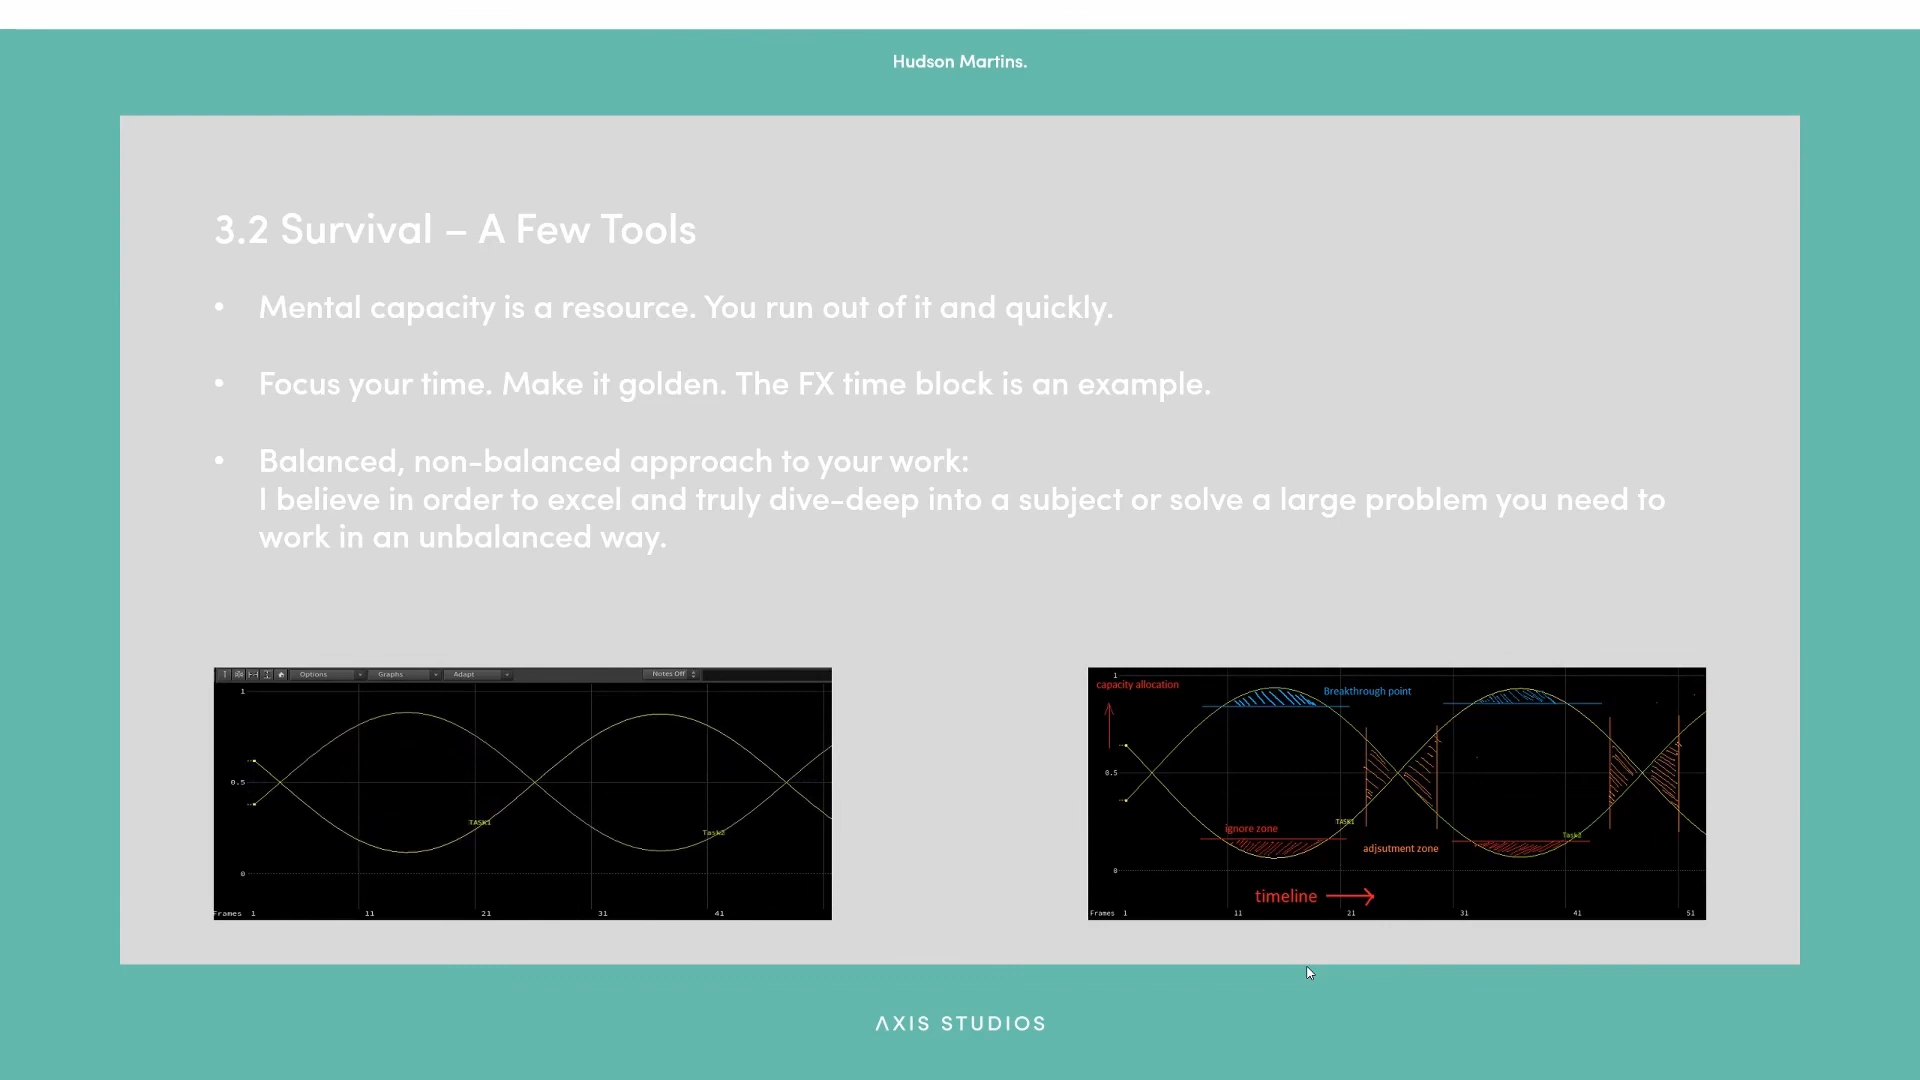 Hudson Martins.
3.2 Survival – A Few Tools
• Mental capacity is a resource. You run out of it and quickly.
• Focus your time. Make it golden. The FX time block is an example.
• Balanced, non-balanced approach to your work:
I believe in order to excel and truly dive-deep into a subject or solve a large problem you need to
work in an unbalanced way.
Options Graphs Adapt Notes Off
1
0.5
TASK1
Task2
0
Frames 1 11 21 31 41
1
capacity allocation
Breakthrough point
0.5
TASK1
ignore zone
Task2
adjsutment zone
0
timeline
Frames 1 11 21 31 41 51
AXIS STUDIOS